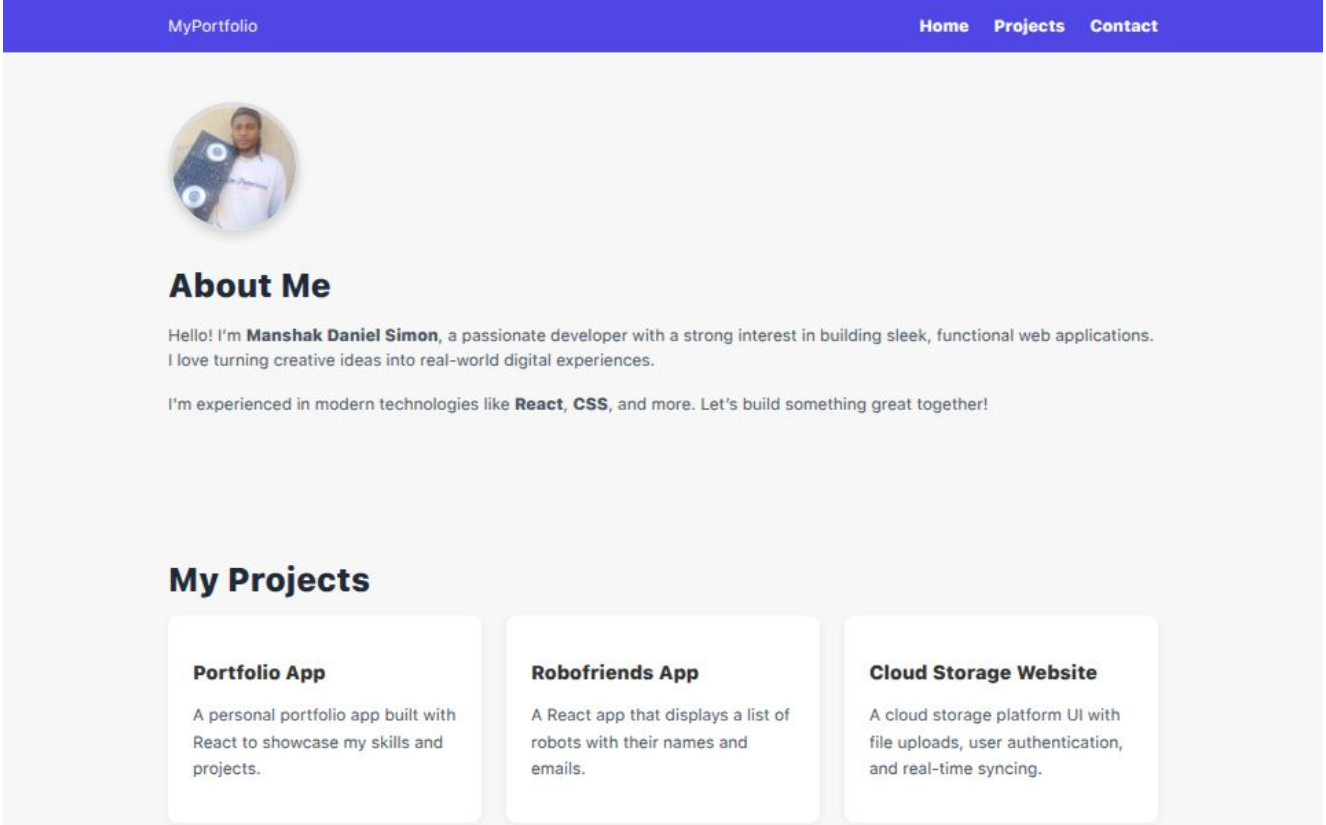 MyPortfolio
Home Projects Contact
About Me
Hello! I’m Manshak Daniel Simon, a passionate developer with a strong interest in building sleek, functional web applications.
I love turning creative ideas into real-world digital experiences.
I'm experienced in modern technologies like React, CSS, and more. Let’s build something great together!
My Projects
Portfolio App
A personal portfolio app built with
React to showcase my skills and
projects.
Robofriends App
A React app that displays a list of
robots with their names and
emails.
Cloud Storage Website
A cloud storage platform UI with
file uploads, user authentication,
and real-time syncing.